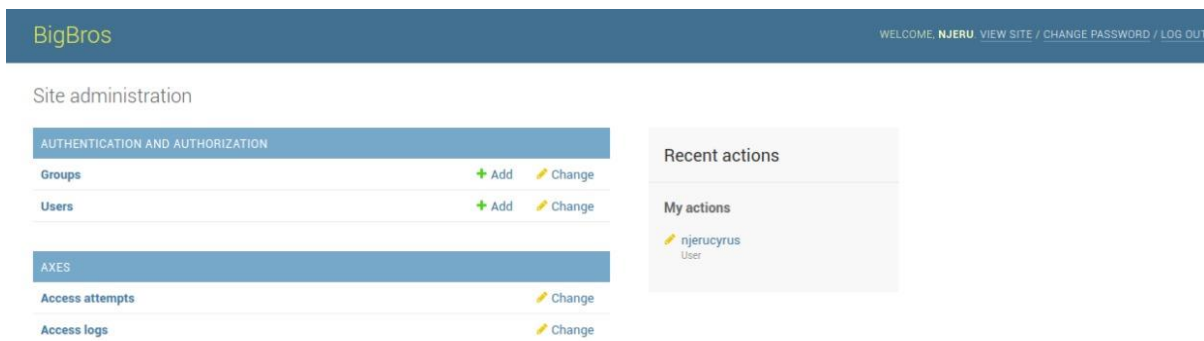 BigBros
WELCOME, NJERU. VIEW SITE / CHANGE PASSWORD / LOG OUT
Site administration
AUTHENTICATION AND AUTHORIZATION
Groups + Add Change
Users + Add Change
AXES
Access attempts Change
Access logs Change
Recent actions
My actions
njerucyrus
User